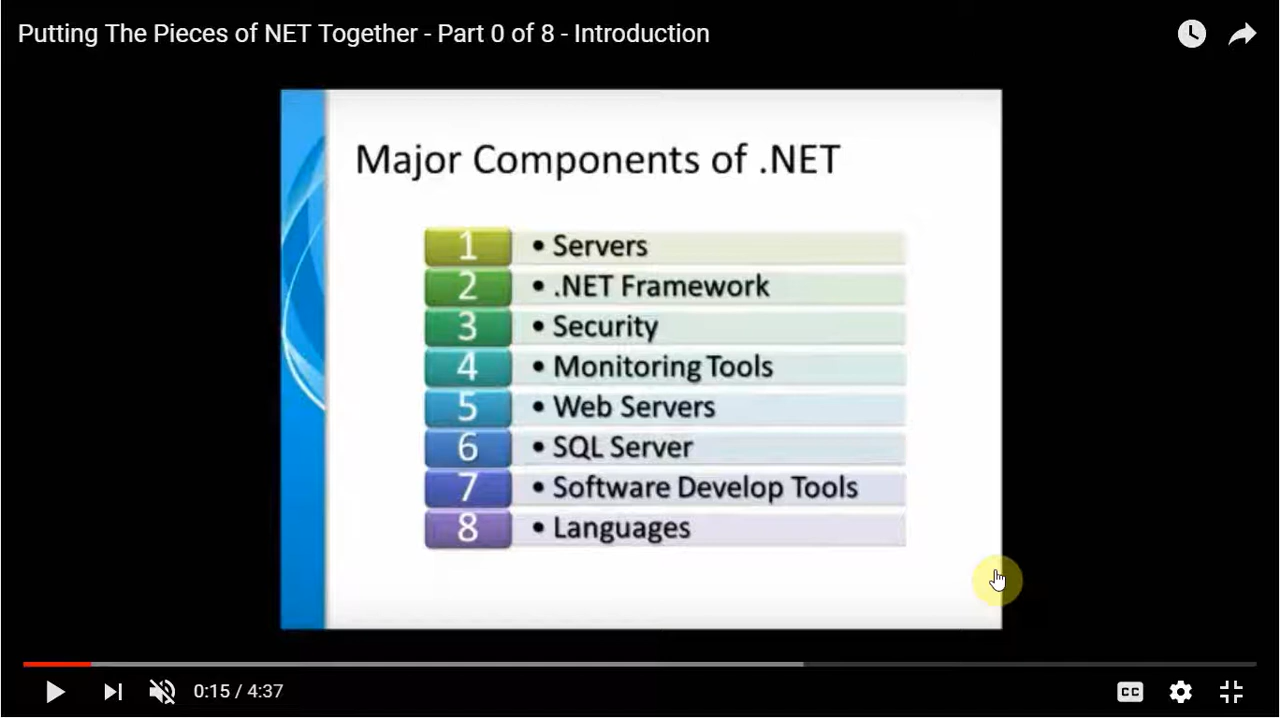 Putting The Pieces of NET Together - Part 0 of 8 - Introduction
Major Components of .NET
1 • Servers
2 • .NET Framework
3 • Security
4 • Monitoring Tools
5 • Web Servers
6 • SQL Server
7 • Software Develop Tools
8 • Languages
0:15 / 4:37 CC